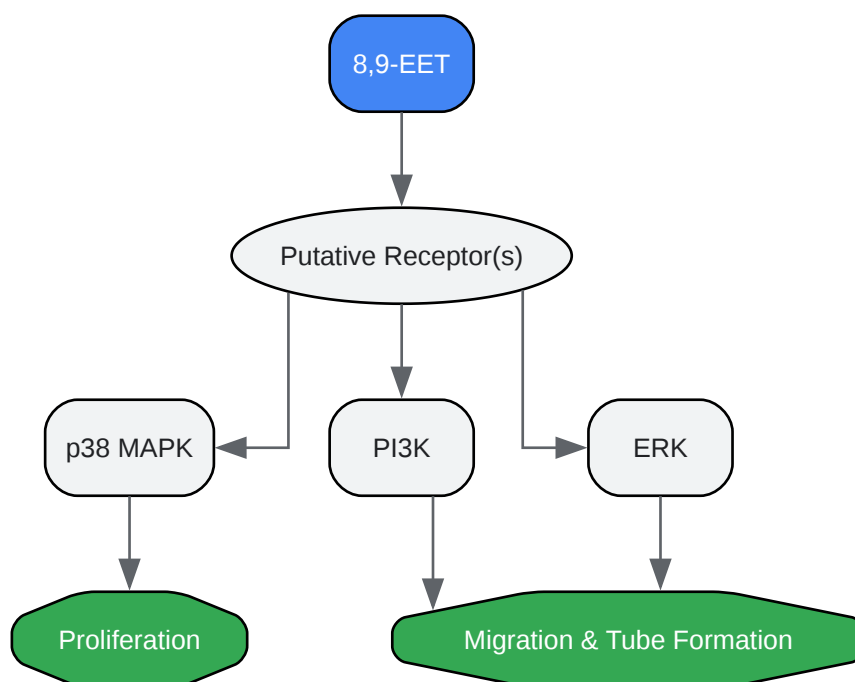 8,9-EET
Putative Receptor(s)
p38 MAPK
PI3K
ERK
Proliferation
Migration & Tube Formation